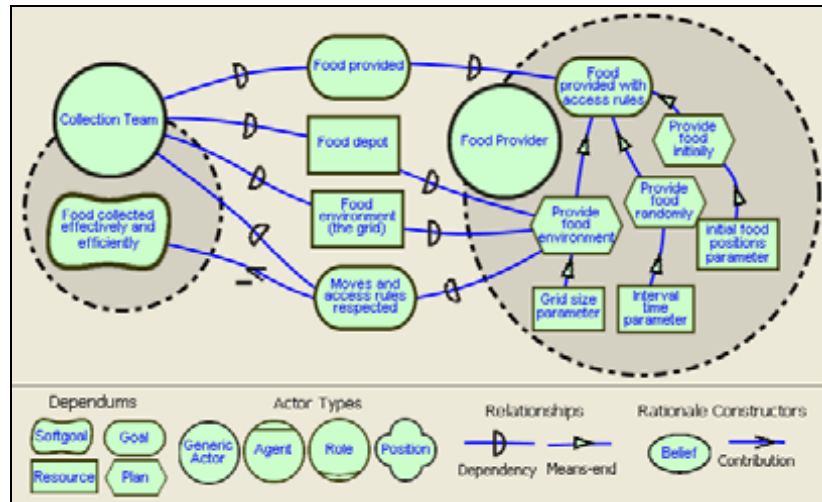 Collection Team
Food collected
effectively and
efficiently
Food provided
Food depot
Food
environment
(the grid)
Moves and
access rules
respected
Food Provider
Food
provided with
access rules
Provide
food
initially
Provide
food
randomly
Provide
food
environment
initial food
positions
parameter
Grid size
parameter
Interval
time
parameter
Dependums
Softgoal
Goal
Resource
Plan
Actor Types
Generic
Actor
Agent
Role
Position
Relationships
Dependency
Means-end
Rationale Constructors
Belief
Contribution